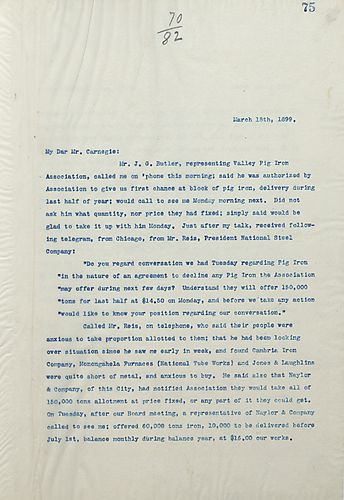 75
70
82
March 18th, 1899.
My Dar Mr. Carnegie:
Mr. J. G. Butler, representing Valley Pig Iron
Association, called me on 'phone this morning; said he was authorized by
Association to give us first chance at block of pig iron, delivery during
last half of year; would call to see me Monday morning next. Did not
ask him what quantity, nor price they had fixed; simply said would be
glad to take it up with him Monday. Just after my talk, received follow-
ing telegram, from Chicago, from Mr. Reis, President National Steel
Company:
"Do you regard conversation we had Tuesday regarding Pig Iron
"in the nature of an agreement to decline any Pig Iron the Association
"may offer during next few days? Understand they will offer 150,000
"tons for last half at $14.50 on Monday, and before we take any action
"would like to know your position regarding our conversation."
Called Mr. Reis, on telephone, who said their people were
anxious to take proportion allotted to them; that he had been looking
over situation since he saw me early in week, and found Cambria Iron
Company, Monongahela Furnaces (National Tube Works) and Jones & Laughlins
were quite short of metal, and anxious to buy. He said also that Naylor
& Company, of this City, had notified Association they would take all of
150,000 tons allotment at price fixed, or any part of it they could get.
On Tuesday, after our Board meeting, a representative of Naylor & Company
called to see me; offered 60,000 tons iron, 10,000 to be delivered before
July 1st, balance monthly during balance year, at $16.00 our works.